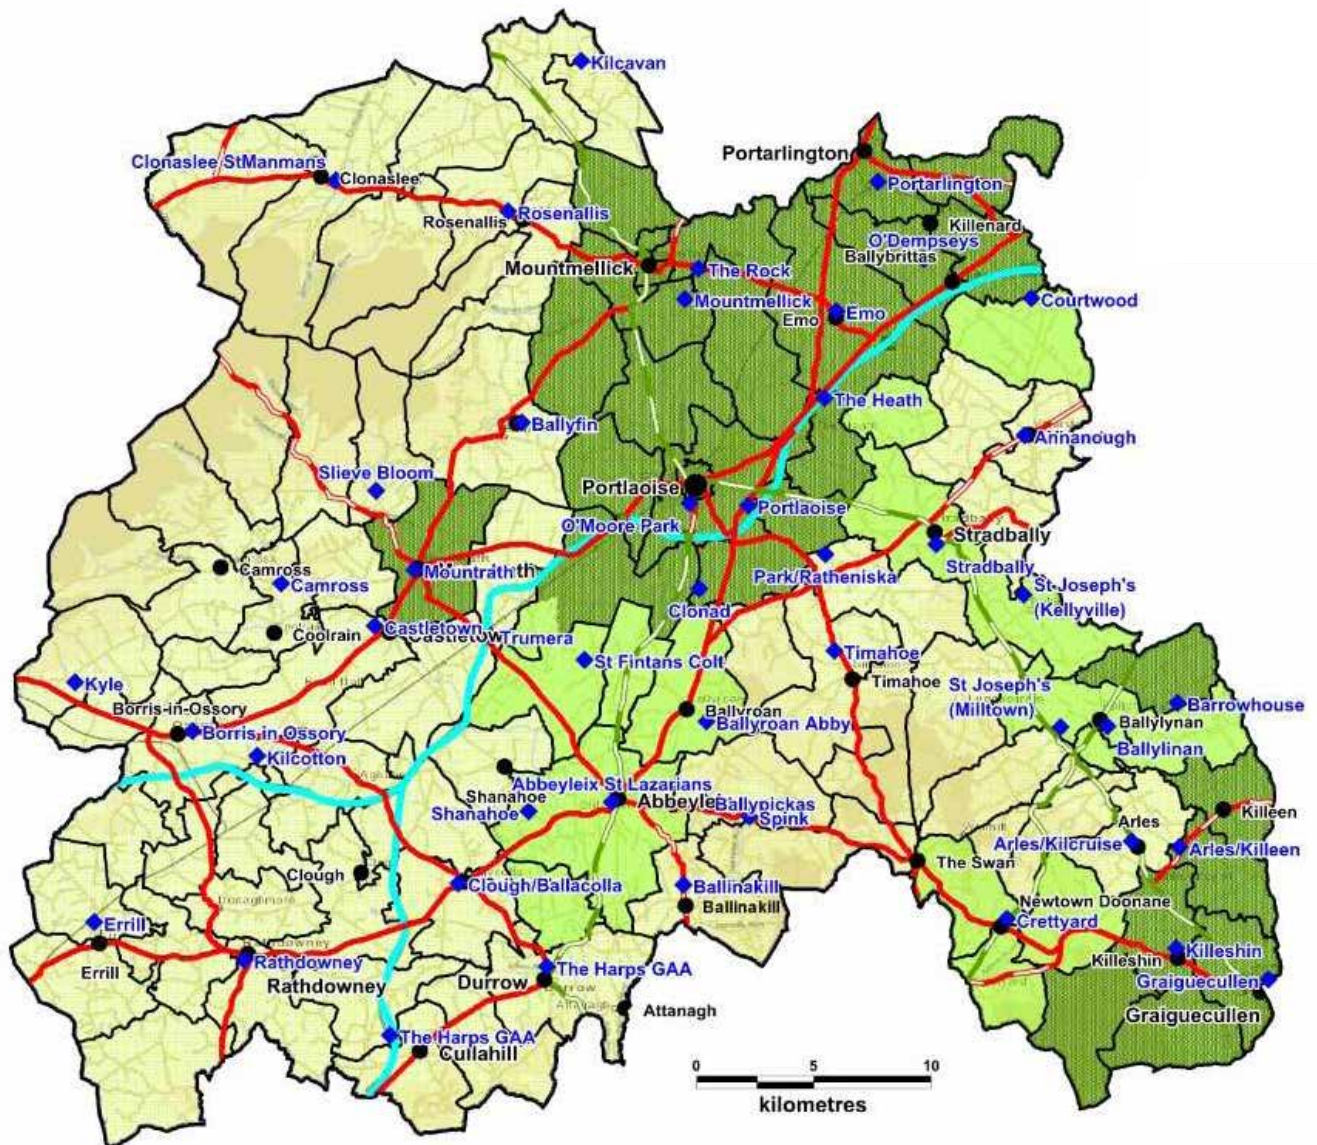 Kilcavan
Portarlington
Clonaslee StManmans
Clonaslee
Portarlington
Rosenallis
Rosenallis
Killenard
O'Dempseys
Ballybrittas
Mountmellick
The Rock
Mountmellick
Courtwood
Emo
Emo
The Heath
Ballyfin
Annanough
Slieve Bloom
Portlaoise
Portlaoise
O'Moore Park
Stradbally
Stradbally
Camross
Camross
Mountrath
Park/Ratheniska
St Joseph's
(Kellyville)
Clonad
Coolrain
Castletown
Trumera
St Fintans Colt
Timahoe
Timahoe
Kyle
St Joseph's
(Milltown)
Barrowhouse
Borris-in-Ossory
Borris in Ossory
Ballyroan
Ballyroan Abby
Ballylynan
Ballylinan
Kilcotton
Abbeyleix St Lazarians
Shanahoe
Shanahoe
Abbeylei
Ballypickas
Spink
Arles
Killeen
Arles/Kilcruise
Arles/Killeen
The Swan
Clough
Clough/Ballacolla
Ballinakill
Ballinakill
Newtown Doonane
Crettyard
Errill
Errill
Rathdowney
Rathdowney
The Harps GAA
Durrow
Killeshin
Killeshin
Graiguecullen
Graiguecullen
Attanagh
The Harps GAA
Cullahill
0 5 10
kilometres